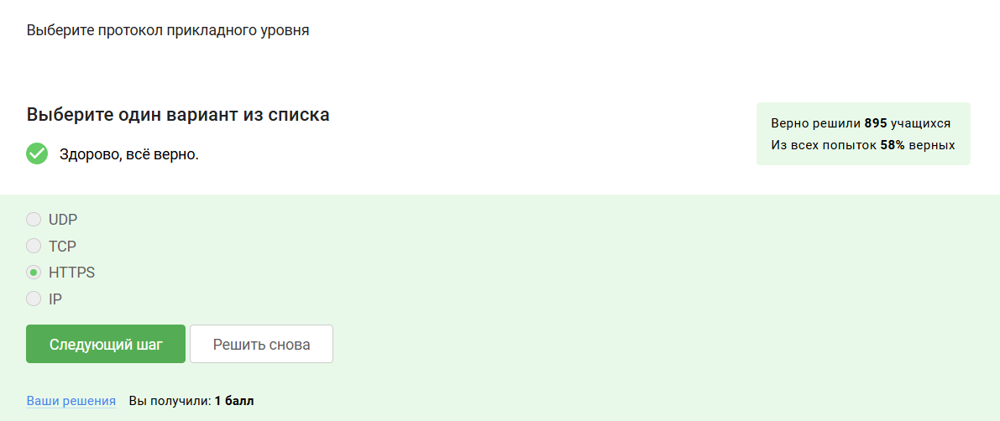 Выберите протокол прикладного уровня
Выберите один вариант из списка
Здорово, всё верно.
Верно решили 895 учащихся
Из всех попыток 58% верных
UDP
TCP
HTTPS
IP
Следующий шаг
Решить снова
Ваши решения
Вы получили: 1 балл